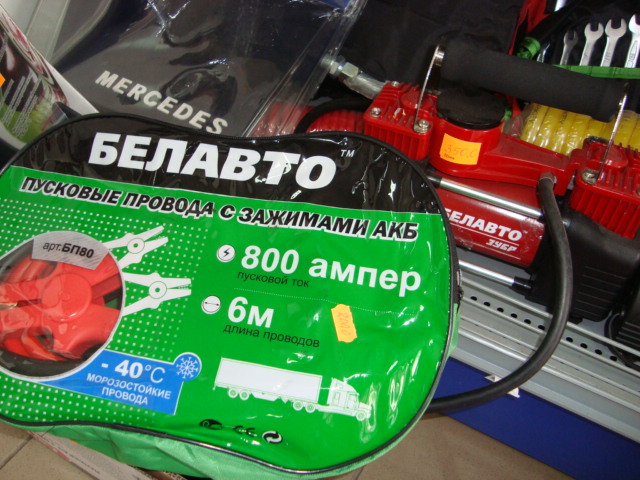 MERCEDES
БЕЛАВТО™
ПУСКОВЫЕ ПРОВОДА С ЗАЖИМАМИ АКБ
арт.БП80
800 ампер
пусковой ток
6м
длина проводов
- 40°С
МОРОЗОСТОЙКИЕ
ПРОВОДА
БЕЛАВТО
ЗУБР